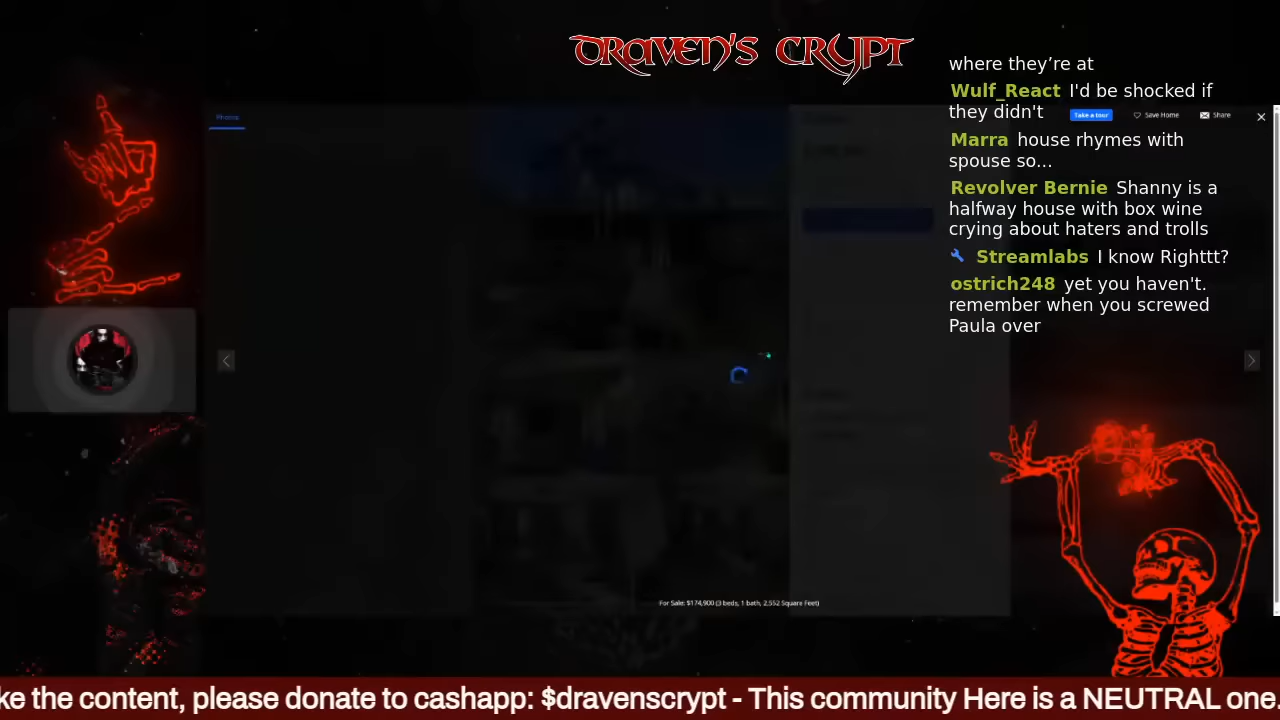 DRAVEN'S CRYPT
where they're at
Wulf_React I'd be shocked if
they didn't
Take a tour
Save Home
Share
Photos
Marra house rhymes with
spouse so...
Revolver Bernie Shanny is a
halfway house with box wine
crying about haters and trolls
Streamlabs I know Righttt?
ostrich248 yet you haven't.
remember when you screwed
Paula over
For Sale: $174,900 (3 beds, 1 bath, 2,552 Square Feet)
ke the content, please donate to cashapp: $dravenscrypt - This community Here is a NEUTRAL one.